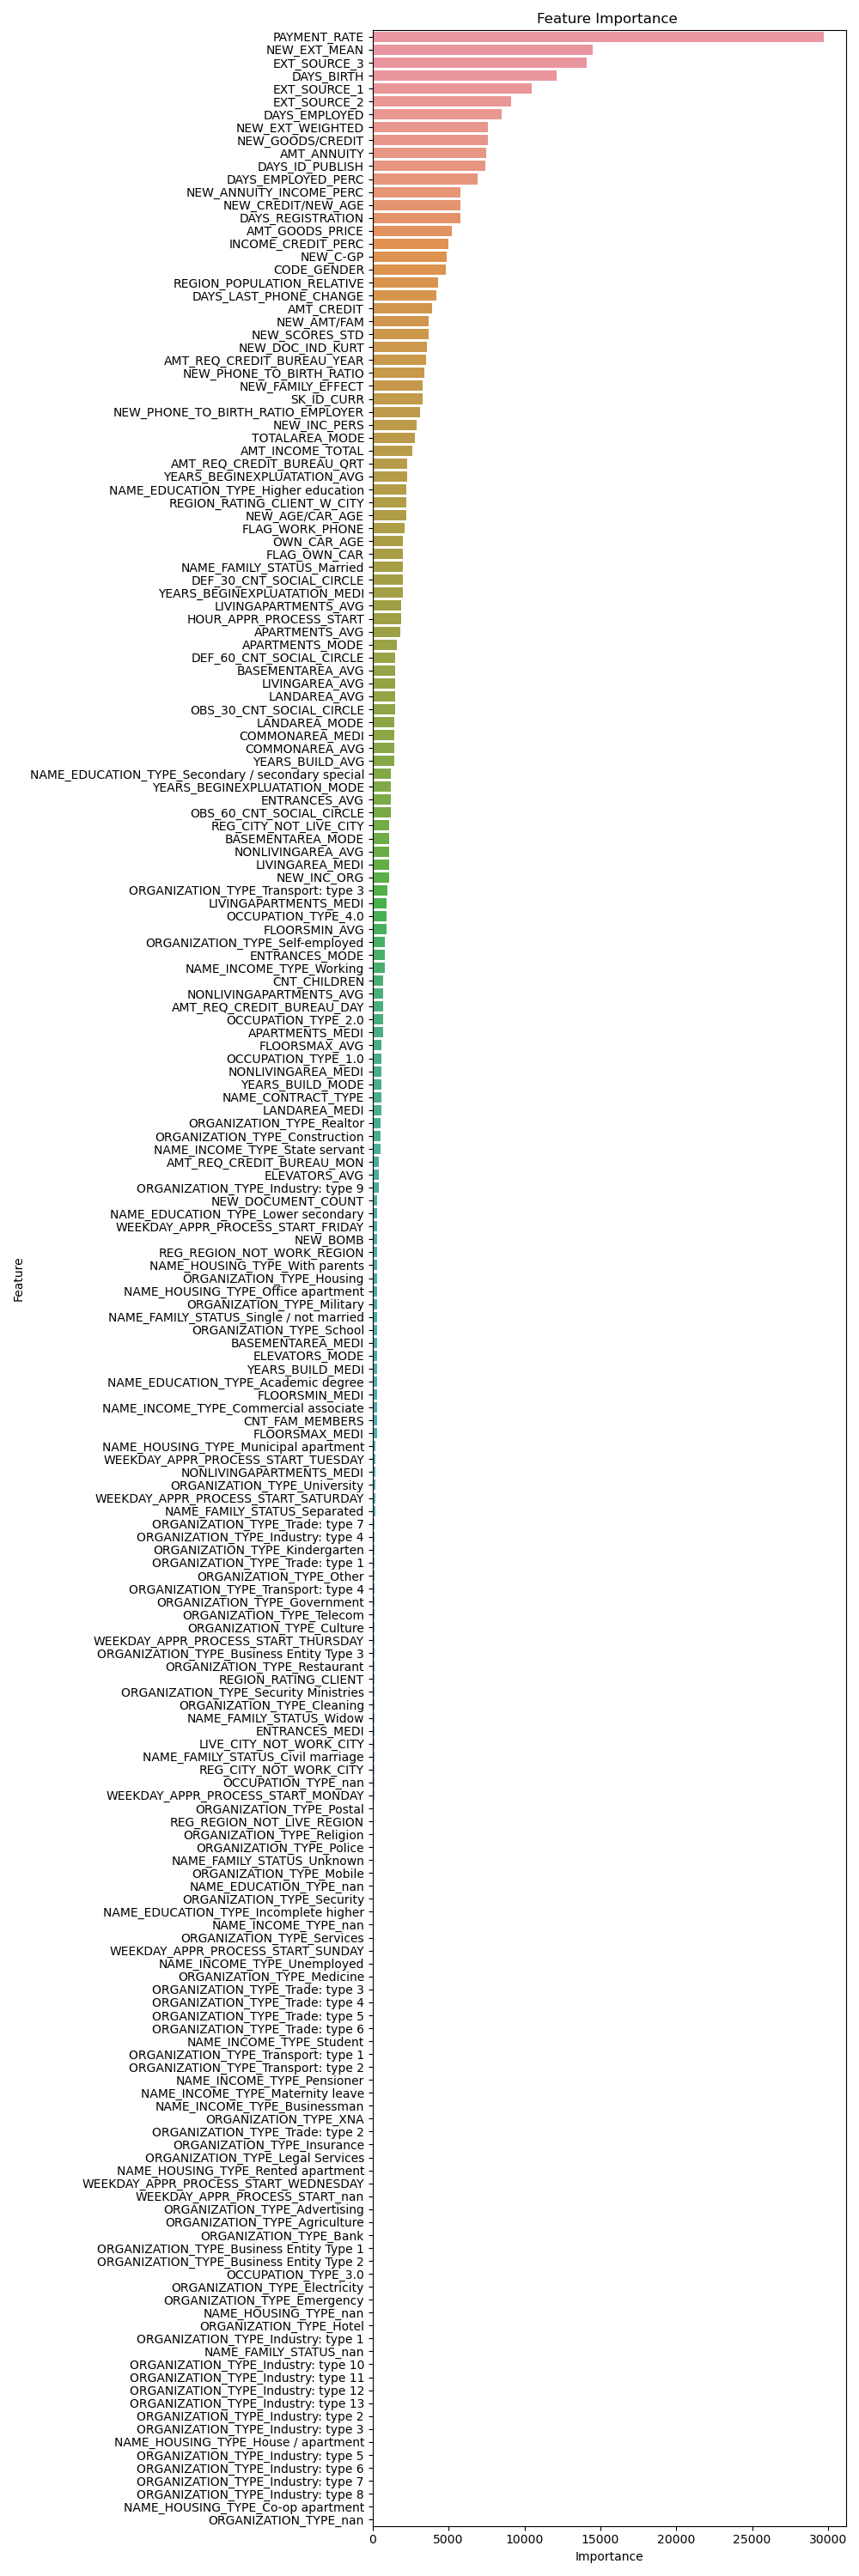 Feature Importance
PAYMENT_RATE
NEW_EXT_MEAN
EXT_SOURCE_3
DAYS_BIRTH
EXT_SOURCE_1
EXT_SOURCE_2
DAYS_EMPLOYED
NEW_EXT_WEIGHTED
NEW_GOODS/CREDIT
AMT_ANNUITY
DAYS_ID_PUBLISH
DAYS_EMPLOYED_PERC
NEW_ANNUITY_INCOME_PERC
NEW_CREDIT/NEW_AGE
DAYS_REGISTRATION
AMT_GOODS_PRICE
INCOME_CREDIT_PERC
NEW_C-GP
CODE_GENDER
REGION_POPULATION_RELATIVE
DAYS_LAST_PHONE_CHANGE
AMT_CREDIT
NEW_AMT/FAM
NEW_SCORES_STD
NEW_DOC_IND_KURT
AMT_REQ_CREDIT_BUREAU_YEAR
NEW_PHONE_TO_BIRTH_RATIO
NEW_FAMILY_EFFECT
SK_ID_CURR
NEW_PHONE_TO_BIRTH_RATIO_EMPLOYER
NEW_INC_PERS
TOTALAREA_MODE
AMT_INCOME_TOTAL
AMT_REQ_CREDIT_BUREAU_QRT
YEARS_BEGINEXPLUATATION_AVG
NAME_EDUCATION_TYPE_Higher education
REGION_RATING_CLIENT_W_CITY
NEW_AGE/CAR_AGE
FLAG_WORK_PHONE
OWN_CAR_AGE
FLAG_OWN_CAR
NAME_FAMILY_STATUS_Married
DEF_30_CNT_SOCIAL_CIRCLE
YEARS_BEGINEXPLUATATION_MEDI
LIVINGAPARTMENTS_AVG
HOUR_APPR_PROCESS_START
APARTMENTS_AVG
APARTMENTS_MODE
DEF_60_CNT_SOCIAL_CIRCLE
BASEMENTAREA_AVG
LIVINGAREA_AVG
LANDAREA_AVG
OBS_30_CNT_SOCIAL_CIRCLE
LANDAREA_MODE
COMMONAREA_MEDI
COMMONAREA_AVG
YEARS_BUILD_AVG
NAME_EDUCATION_TYPE_Secondary / secondary special
YEARS_BEGINEXPLUATATION_MODE
ENTRANCES_AVG
OBS_60_CNT_SOCIAL_CIRCLE
REG_CITY_NOT_LIVE_CITY
BASEMENTAREA_MODE
NONLIVINGAREA_AVG
LIVINGAREA_MEDI
NEW_INC_ORG
ORGANIZATION_TYPE_Transport: type 3
LIVINGAPARTMENTS_MEDI
OCCUPATION_TYPE_4.0
FLOORSMIN_AVG
ORGANIZATION_TYPE_Self-employed
ENTRANCES_MODE
NAME_INCOME_TYPE_Working
CNT_CHILDREN
NONLIVINGAPARTMENTS_AVG
AMT_REQ_CREDIT_BUREAU_DAY
OCCUPATION_TYPE_2.0
APARTMENTS_MEDI
FLOORSMAX_AVG
OCCUPATION_TYPE_1.0
NONLIVINGAREA_MEDI
YEARS_BUILD_MODE
NAME_CONTRACT_TYPE
LANDAREA_MEDI
ORGANIZATION_TYPE_Realtor
ORGANIZATION_TYPE_Construction
NAME_INCOME_TYPE_State servant
AMT_REQ_CREDIT_BUREAU_MON
ELEVATORS_AVG
ORGANIZATION_TYPE_Industry: type 9
NEW_DOCUMENT_COUNT
NAME_EDUCATION_TYPE_Lower secondary
WEEKDAY_APPR_PROCESS_START_FRIDAY
NEW_BOMB
REG_REGION_NOT_WORK_REGION
NAME_HOUSING_TYPE_With parents
ORGANIZATION_TYPE_Housing
NAME_HOUSING_TYPE_Office apartment
ORGANIZATION_TYPE_Military
NAME_FAMILY_STATUS_Single / not married
ORGANIZATION_TYPE_School
BASEMENTAREA_MEDI
ELEVATORS_MODE
YEARS_BUILD_MEDI
NAME_EDUCATION_TYPE_Academic degree
FLOORSMIN_MEDI
NAME_INCOME_TYPE_Commercial associate
CNT_FAM_MEMBERS
FLOORSMAX_MEDI
NAME_HOUSING_TYPE_Municipal apartment
WEEKDAY_APPR_PROCESS_START_TUESDAY
NONLIVINGAPARTMENTS_MEDI
ORGANIZATION_TYPE_University
WEEKDAY_APPR_PROCESS_START_SATURDAY
NAME_FAMILY_STATUS_Separated
ORGANIZATION_TYPE_Trade: type 7
ORGANIZATION_TYPE_Industry: type 4
ORGANIZATION_TYPE_Kindergarten
ORGANIZATION_TYPE_Trade: type 1
ORGANIZATION_TYPE_Other
ORGANIZATION_TYPE_Transport: type 4
ORGANIZATION_TYPE_Government
ORGANIZATION_TYPE_Telecom
ORGANIZATION_TYPE_Culture
WEEKDAY_APPR_PROCESS_START_THURSDAY
ORGANIZATION_TYPE_Business Entity Type 3
ORGANIZATION_TYPE_Restaurant
REGION_RATING_CLIENT
ORGANIZATION_TYPE_Security Ministries
ORGANIZATION_TYPE_Cleaning
NAME_FAMILY_STATUS_Widow
ENTRANCES_MEDI
LIVE_CITY_NOT_WORK_CITY
NAME_FAMILY_STATUS_Civil marriage
REG_CITY_NOT_WORK_CITY
OCCUPATION_TYPE_nan
WEEKDAY_APPR_PROCESS_START_MONDAY
ORGANIZATION_TYPE_Postal
REG_REGION_NOT_LIVE_REGION
ORGANIZATION_TYPE_Religion
ORGANIZATION_TYPE_Police
NAME_FAMILY_STATUS_Unknown
ORGANIZATION_TYPE_Mobile
NAME_EDUCATION_TYPE_nan
ORGANIZATION_TYPE_Security
NAME_EDUCATION_TYPE_Incomplete higher
NAME_INCOME_TYPE_nan
ORGANIZATION_TYPE_Services
WEEKDAY_APPR_PROCESS_START_SUNDAY
NAME_INCOME_TYPE_Unemployed
ORGANIZATION_TYPE_Medicine
ORGANIZATION_TYPE_Trade: type 3
ORGANIZATION_TYPE_Trade: type 4
ORGANIZATION_TYPE_Trade: type 5
ORGANIZATION_TYPE_Trade: type 6
NAME_INCOME_TYPE_Student
ORGANIZATION_TYPE_Transport: type 1
ORGANIZATION_TYPE_Transport: type 2
NAME_INCOME_TYPE_Pensioner
NAME_INCOME_TYPE_Maternity leave
NAME_INCOME_TYPE_Businessman
ORGANIZATION_TYPE_XNA
ORGANIZATION_TYPE_Trade: type 2
ORGANIZATION_TYPE_Insurance
ORGANIZATION_TYPE_Legal Services
NAME_HOUSING_TYPE_Rented apartment
WEEKDAY_APPR_PROCESS_START_WEDNESDAY
WEEKDAY_APPR_PROCESS_START_nan
ORGANIZATION_TYPE_Advertising
ORGANIZATION_TYPE_Agriculture
ORGANIZATION_TYPE_Bank
ORGANIZATION_TYPE_Business Entity Type 1
ORGANIZATION_TYPE_Business Entity Type 2
OCCUPATION_TYPE_3.0
ORGANIZATION_TYPE_Electricity
ORGANIZATION_TYPE_Emergency
NAME_HOUSING_TYPE_nan
ORGANIZATION_TYPE_Hotel
ORGANIZATION_TYPE_Industry: type 1
NAME_FAMILY_STATUS_nan
ORGANIZATION_TYPE_Industry: type 10
ORGANIZATION_TYPE_Industry: type 11
ORGANIZATION_TYPE_Industry: type 12
ORGANIZATION_TYPE_Industry: type 13
ORGANIZATION_TYPE_Industry: type 2
ORGANIZATION_TYPE_Industry: type 3
NAME_HOUSING_TYPE_House / apartment
ORGANIZATION_TYPE_Industry: type 5
ORGANIZATION_TYPE_Industry: type 6
ORGANIZATION_TYPE_Industry: type 7
ORGANIZATION_TYPE_Industry: type 8
NAME_HOUSING_TYPE_Co-op apartment
ORGANIZATION_TYPE_nan
Feature
0 5000 10000 15000 20000 25000 30000
Importance